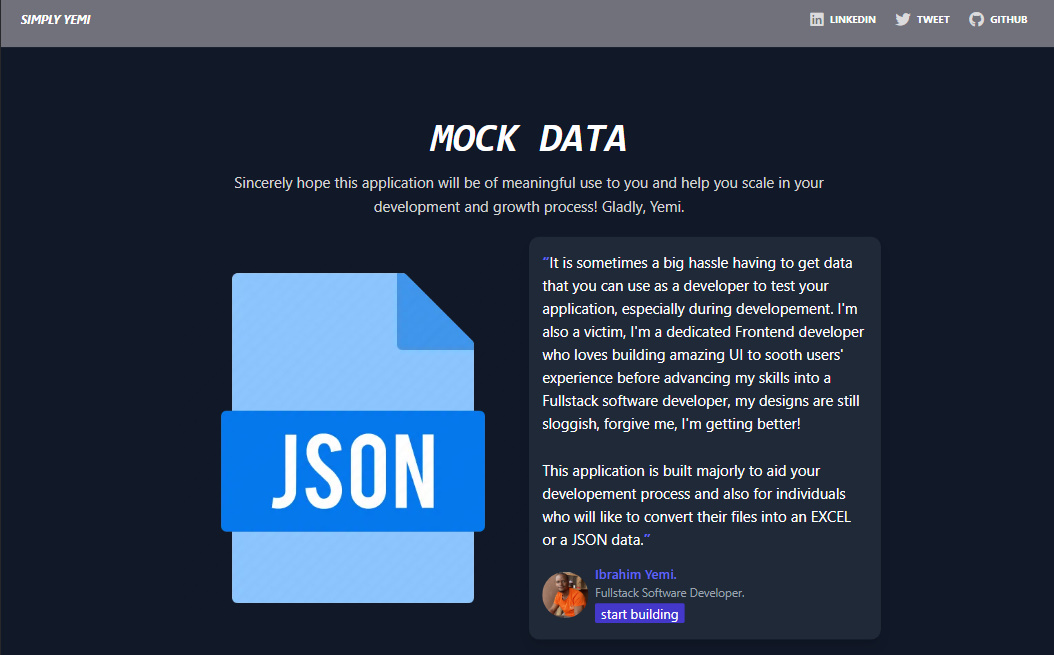 SIMPLY YEMI
LINKEDIN
TWEET
GITHUB
MOCK DATA
Sincerely hope this application will be of meaningful use to you and help you scale in your
development and growth process! Gladly, Yemi.
JSON
“It is sometimes a big hassle having to get data
that you can use as a developer to test your
application, especially during developement. I'm
also a victim, I'm a dedicated Frontend developer
who loves building amazing UI to sooth users'
experience before advancing my skills into a
Fullstack software developer, my designs are still
sloggish, forgive me, I'm getting better!
This application is built majorly to aid your
developement process and also for individuals
who will like to convert their files into an EXCEL
or a JSON data.”
Ibrahim Yemi.
Fullstack Software Developer.
start building